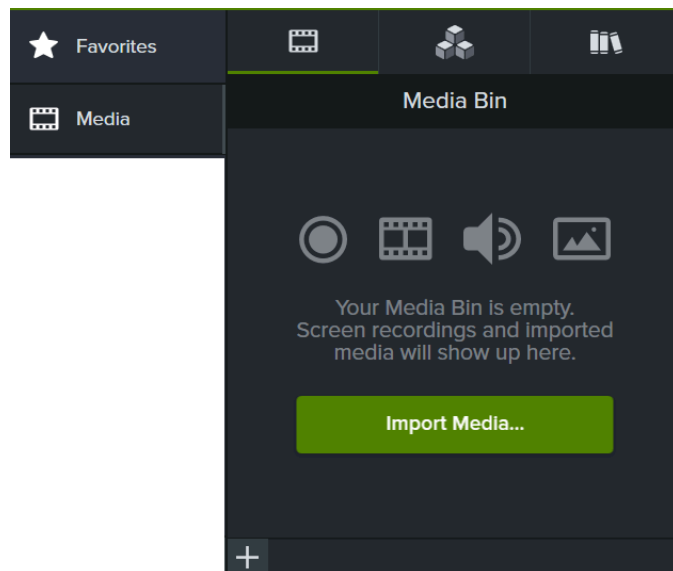 Favorites
Media
Media Bin
Your Media Bin is empty.
Screen recordings and imported
media will show up here.
Import Media...